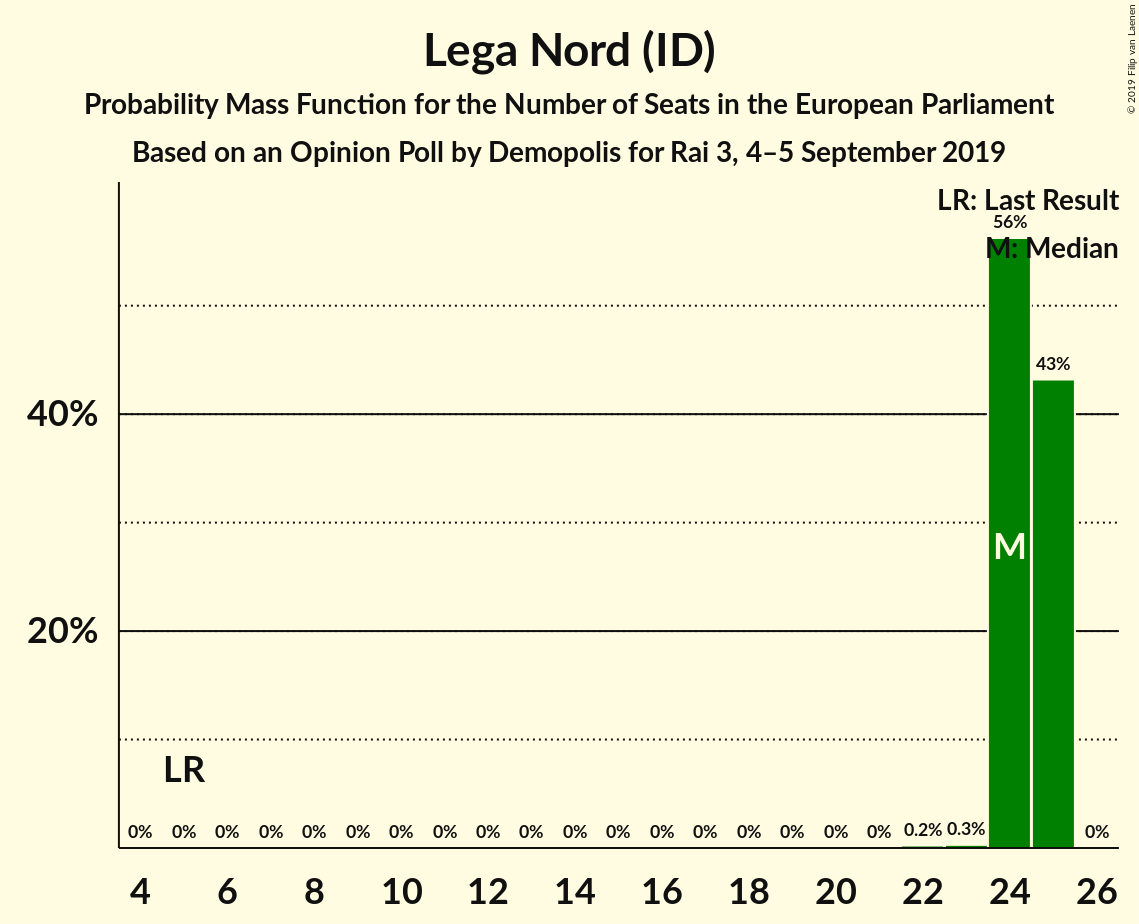 Lega Nord (ID)
Probability Mass Function for the Number of Seats in the European Parliament
Based on an Opinion Poll by Demopolis for Rai 3, 4–5 September 2019
© 2019 Filip van Laenen
LR: Last Result
56%
M: Median
43%
40%
M
20%
LR
0% 0% 0% 0% 0% 0% 0% 0% 0% 0% 0% 0% 0% 0% 0% 0% 0% 0% 0.2% 0.3% 0%
4 6 8 10 12 14 16 18 20 22 24 26